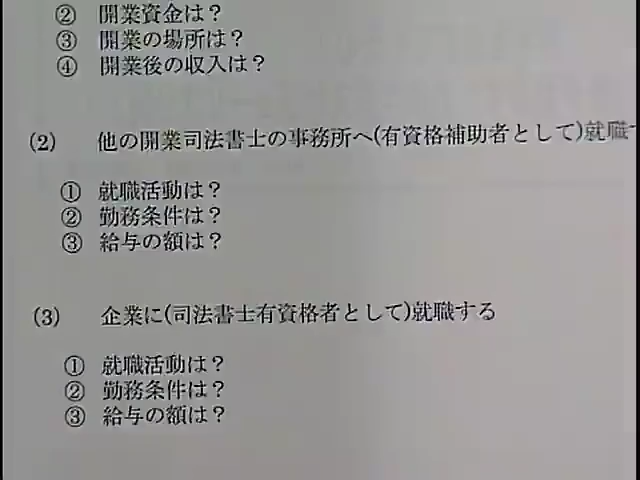 ② 開業資金は？
③ 開業の場所は？
④ 開業後の収入は？
(2) 他の開業司法書士の事務所へ(有資格補助者として)就職
① 就職活動は？
② 勤務条件は？
③ 給与の額は？
(3) 企業に(司法書士有資格者として)就職する
① 就職活動は？
② 勤務条件は？
③ 給与の額は？